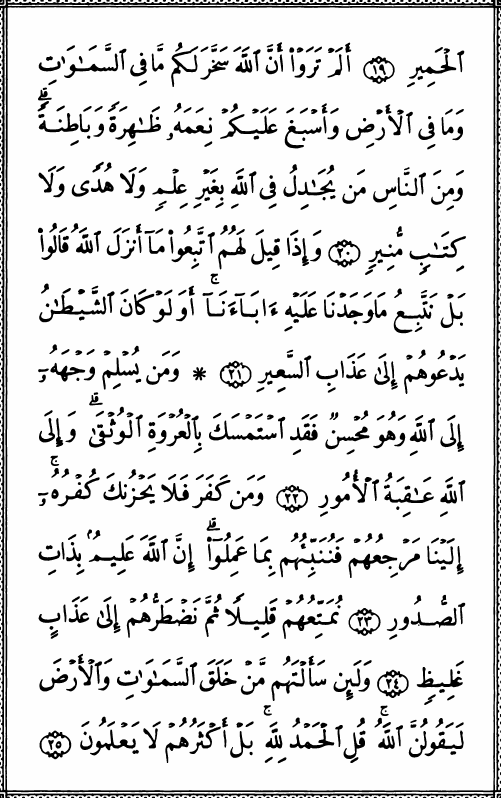 ٱلْحَمِيرِ ١٩ أَلَمْ تَرَوْا۟ أَنَّ ٱللَّهَ سَخَّرَ لَكُم مَّا فِى ٱلسَّمَٰوَٰتِ
وَمَا فِى ٱلْأَرْضِ وَأَسْبَغَ عَلَيْكُمْ نِعَمَهُۥ ظَٰهِرَةً وَبَاطِنَةً ۗ
وَمِنَ ٱلنَّاسِ مَن يُجَٰدِلُ فِى ٱللَّهِ بِغَيْرِ عِلْمٍ وَلَا هُدًى وَلَا
كِتَٰبٍ مُّنِيرٍ ٢٠ وَإِذَا قِيلَ لَهُمُ ٱتَّبِعُوا۟ مَآ أَنزَلَ ٱللَّهُ قَالُوا۟
بَلْ نَتَّبِعُ مَا وَجَدْنَا عَلَيْهِ ءَابَآءَنَآ ۚ أَوَلَوْ كَانَ ٱلشَّيْطَٰنُ
يَدْعُوهُمْ إِلَىٰ عَذَابِ ٱلسَّعِيرِ ٢١ * وَمَن يُسْلِمْ وَجْهَهُۥٓ
إِلَى ٱللَّهِ وَهُوَ مُحْسِنٌ فَقَدِ ٱسْتَمْسَكَ بِٱلْعُرْوَةِ ٱلْوُثْقَىٰ ۗ وَإِلَى
ٱللَّهِ عَٰقِبَةُ ٱلْأُمُورِ ٢٢ وَمَن كَفَرَ فَلَا يَحْزُنكَ كُفْرُهُۥٓ ۚ
إِلَيْنَا مَرْجِعُهُمْ فَنُنَبِّئُهُم بِمَا عَمِلُوٓا۟ ۗ إِنَّ ٱللَّهَ عَلِيمٌۢ بِذَاتِ
ٱلصُّدُورِ ٢٣ نُمَتِّعُهُمْ قَلِيلًا ثُمَّ نَضْطَرُّهُمْ إِلَىٰ عَذَابٍ
غَلِيظٍ ٢٤ وَلَئِن سَأَلْتَهُم مَّنْ خَلَقَ ٱلسَّمَٰوَٰتِ وَٱلْأَرْضَ
لَيَقُولُنَّ ٱللَّهُ ۚ قُلِ ٱلْحَمْدُ لِلَّهِ ۚ بَلْ أَكْثَرُهُمْ لَا يَعْلَمُونَ ٢٥